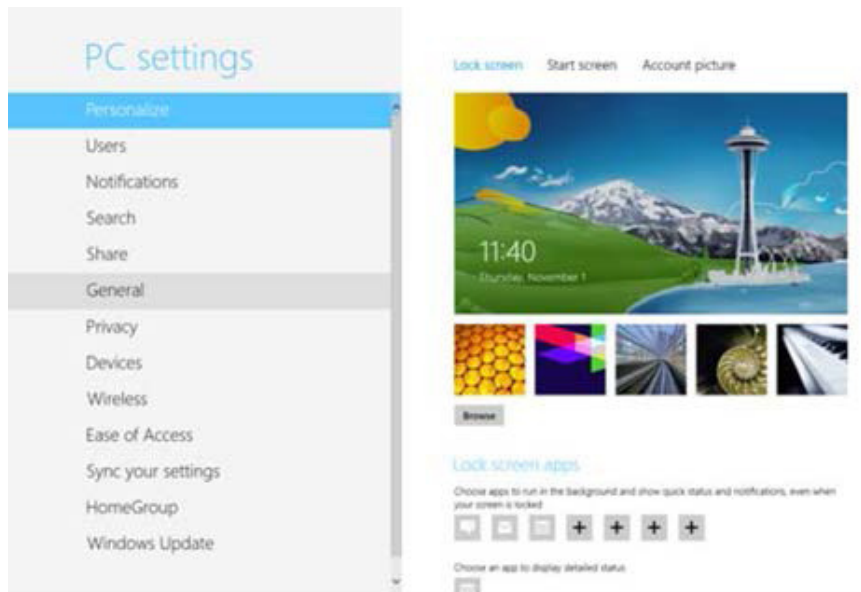 PC settings
Personalize
Users
Notifications
Search
Share
General
Privacy
Devices
Wireless
Ease of Access
Sync your settings
HomeGroup
Windows Update
Lock screen Start screen Account picture
11:40
Thursday, November 1
Browse
Lock screen apps
Choose apps to run in the background and show quick status and notifications, even when
your screen is locked
Choose an app to display detailed status